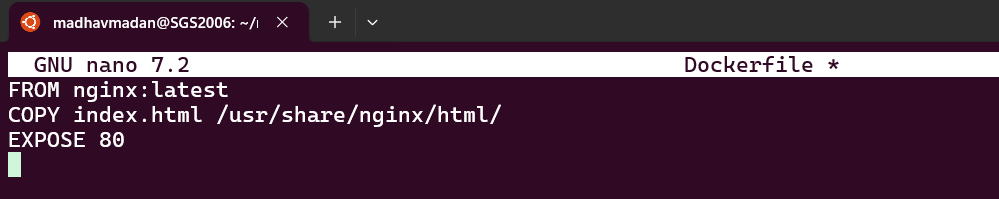 madhavmadan@SGS2006: ~/
GNU nano 7.2 Dockerfile *
FROM nginx:latest
COPY index.html /usr/share/nginx/html/
EXPOSE 80